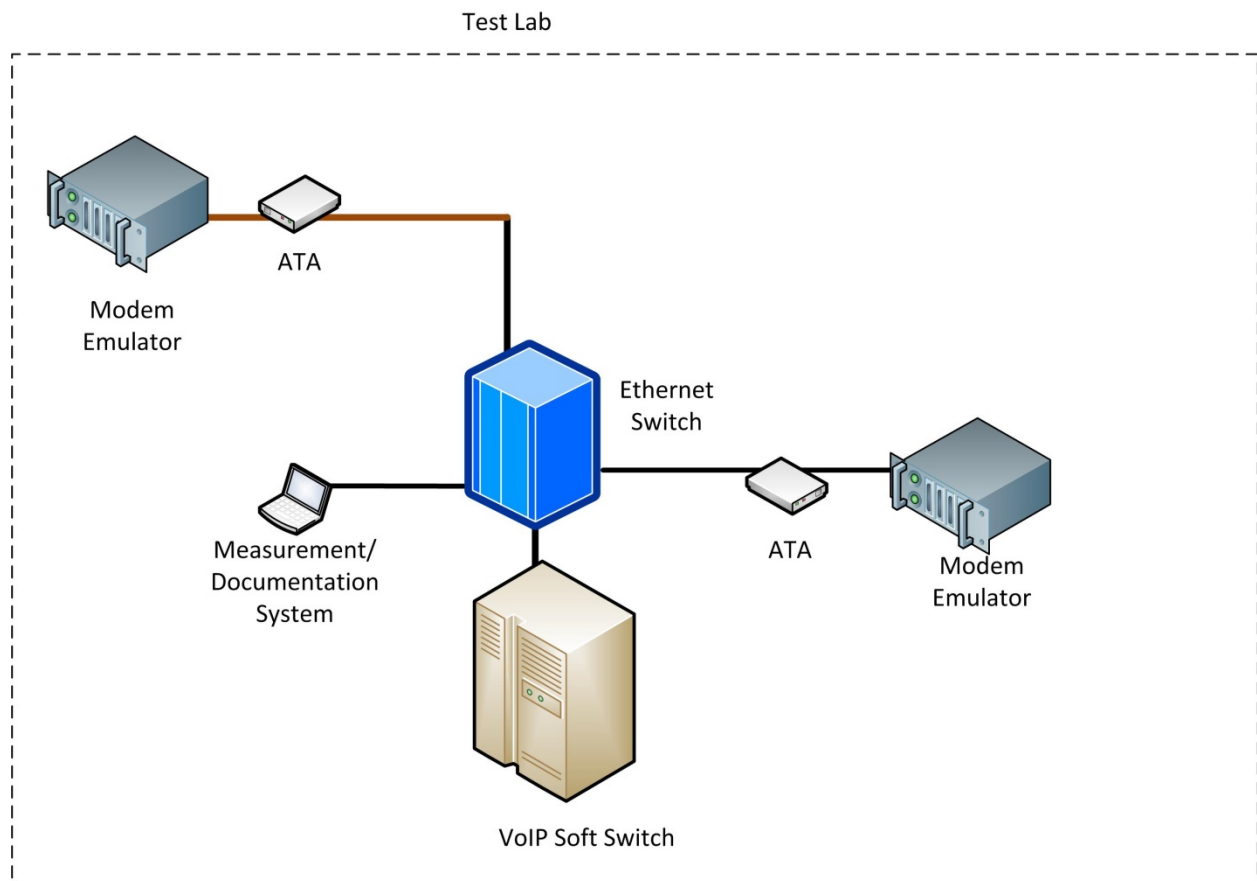 Test Lab
ATA
Modem
Emulator
Ethernet
Switch
Measurement/
Documentation
System
ATA
Modem
Emulator
VoIP Soft Switch